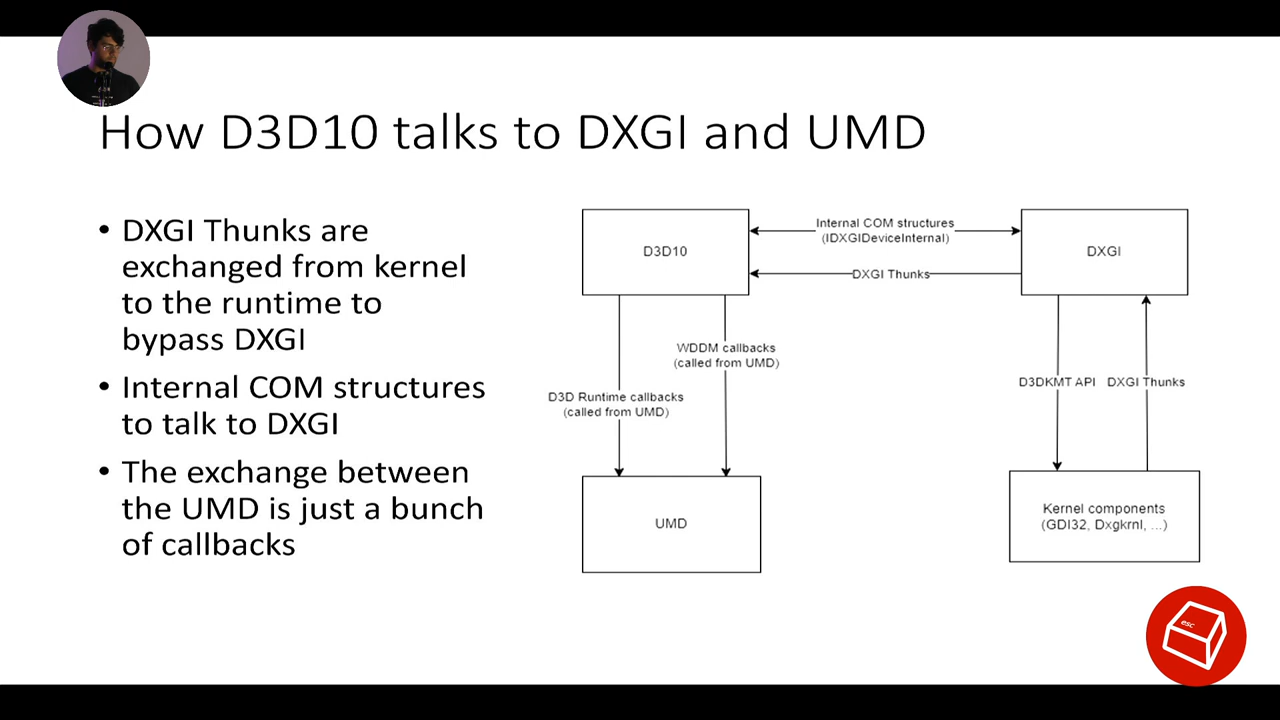 How D3D10 talks to DXGI and UMD
• DXGI Thunks are
exchanged from kernel
to the runtime to
bypass DXGI
• Internal COM structures
to talk to DXGI
• The exchange between
the UMD is just a bunch
of callbacks
D3D10
Internal COM structures
(IDXGIDeviceInternal)
DXGI Thunks
DXGI
WDDM callbacks
(called from UMD)
D3D Runtime callbacks
(called from UMD)
D3DKMT API
DXGI Thunks
UMD
Kernel components
(GDI32, Dxgkrnl, ...)
esc